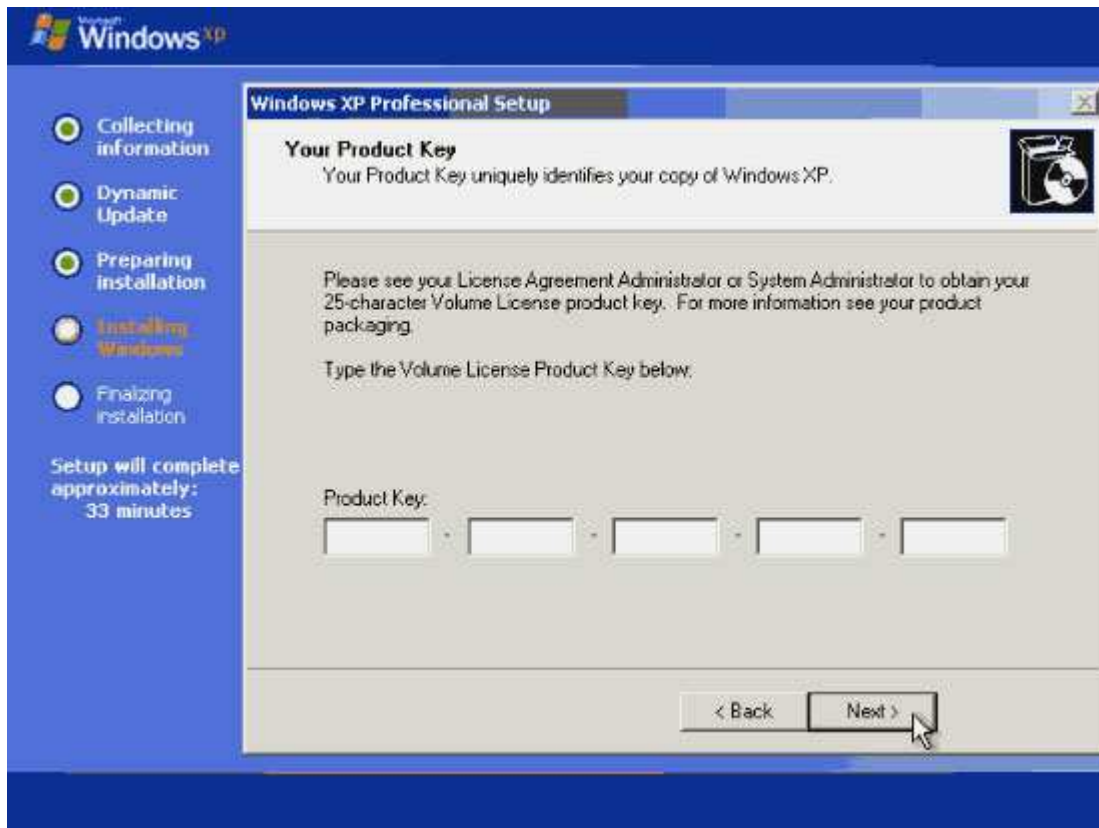 Microsoft
Windows xp
Windows XP Professional Setup
Collecting
information
Dynamic
Update
Preparing
installation
Installing
Windows
Finalizing
installation
Setup will complete
approximately:
33 minutes
Your Product Key
Your Product Key uniquely identifies your copy of Windows XP.
Please see your License Agreement Administrator or System Administrator to obtain your
25-character Volume License product key. For more information see your product
packaging.
Type the Volume License Product Key below:
Product Key:
- - - -
< Back
Next >